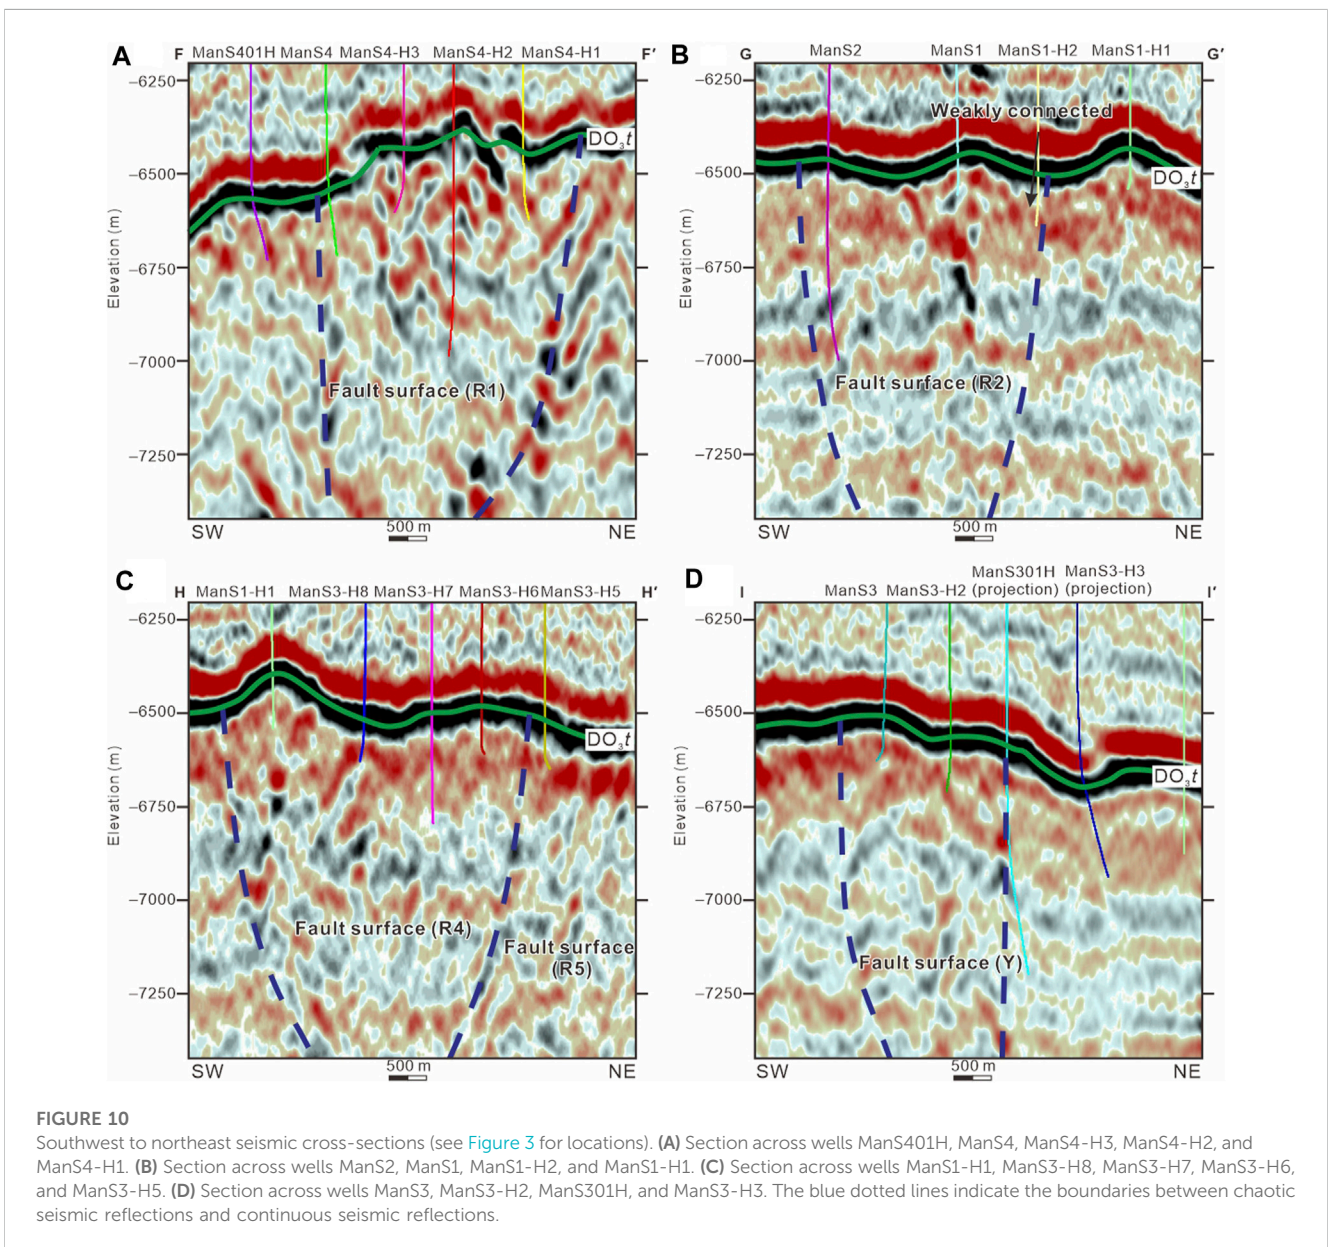 A F ManS401H ManS4 ManS4-H3 ManS4-H2 ManS4-H1 F′
−6250
−6500
−6750
−7000
−7250
Elevation (m)
DO₃t
Fault surface (R1)
SW 500 m NE
B G ManS2 ManS1 ManS1-H2 ManS1-H1 G′
−6250
−6500
−6750
−7000
−7250
Elevation (m)
Weakly connected
DO₃t
Fault surface (R2)
SW 500 m NE
C H ManS1-H1 ManS3-H8 ManS3-H7 ManS3-H6 ManS3-H5 H′
−6250
−6500
−6750
−7000
−7250
Elevation (m)
DO₃t
Fault surface (R4)
Fault surface
(R5)
SW 500 m NE
D I ManS3 ManS3-H2 ManS301H (projection) ManS3-H3 (projection) I′
−6250
−6500
−6750
−7000
−7250
Elevation (m)
DO₃t
Fault surface (Y)
SW 500 m NE
FIGURE 10
Southwest to northeast seismic cross-sections (see Figure 3 for locations). (A) Section across wells ManS401H, ManS4, ManS4-H3, ManS4-H2, and
ManS4-H1. (B) Section across wells ManS2, ManS1, ManS1-H2, and ManS1-H1. (C) Section across wells ManS1-H1, ManS3-H8, ManS3-H7, ManS3-H6,
and ManS3-H5. (D) Section across wells ManS3, ManS3-H2, ManS301H, and ManS3-H3. The blue dotted lines indicate the boundaries between chaotic
seismic reflections and continuous seismic reflections.